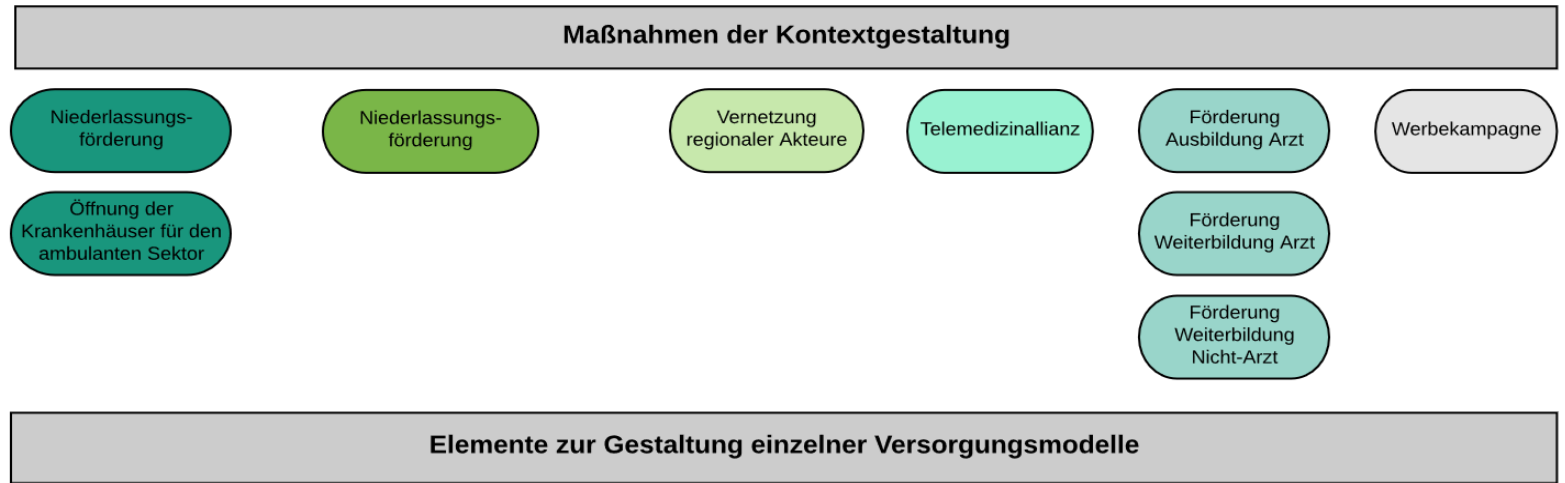 Maßnahmen der Kontextgestaltung
Niederlassungs-
förderung
Niederlassungs-
förderung
Vernetzung
regionaler Akteure
Telemedizinallianz
Förderung
Ausbildung Arzt
Werbekampagne
Öffnung der
Krankenhäuser für den
ambulanten Sektor
Förderung
Weiterbildung Arzt
Förderung
Weiterbildung
Nicht-Arzt
Elemente zur Gestaltung einzelner Versorgungsmodelle